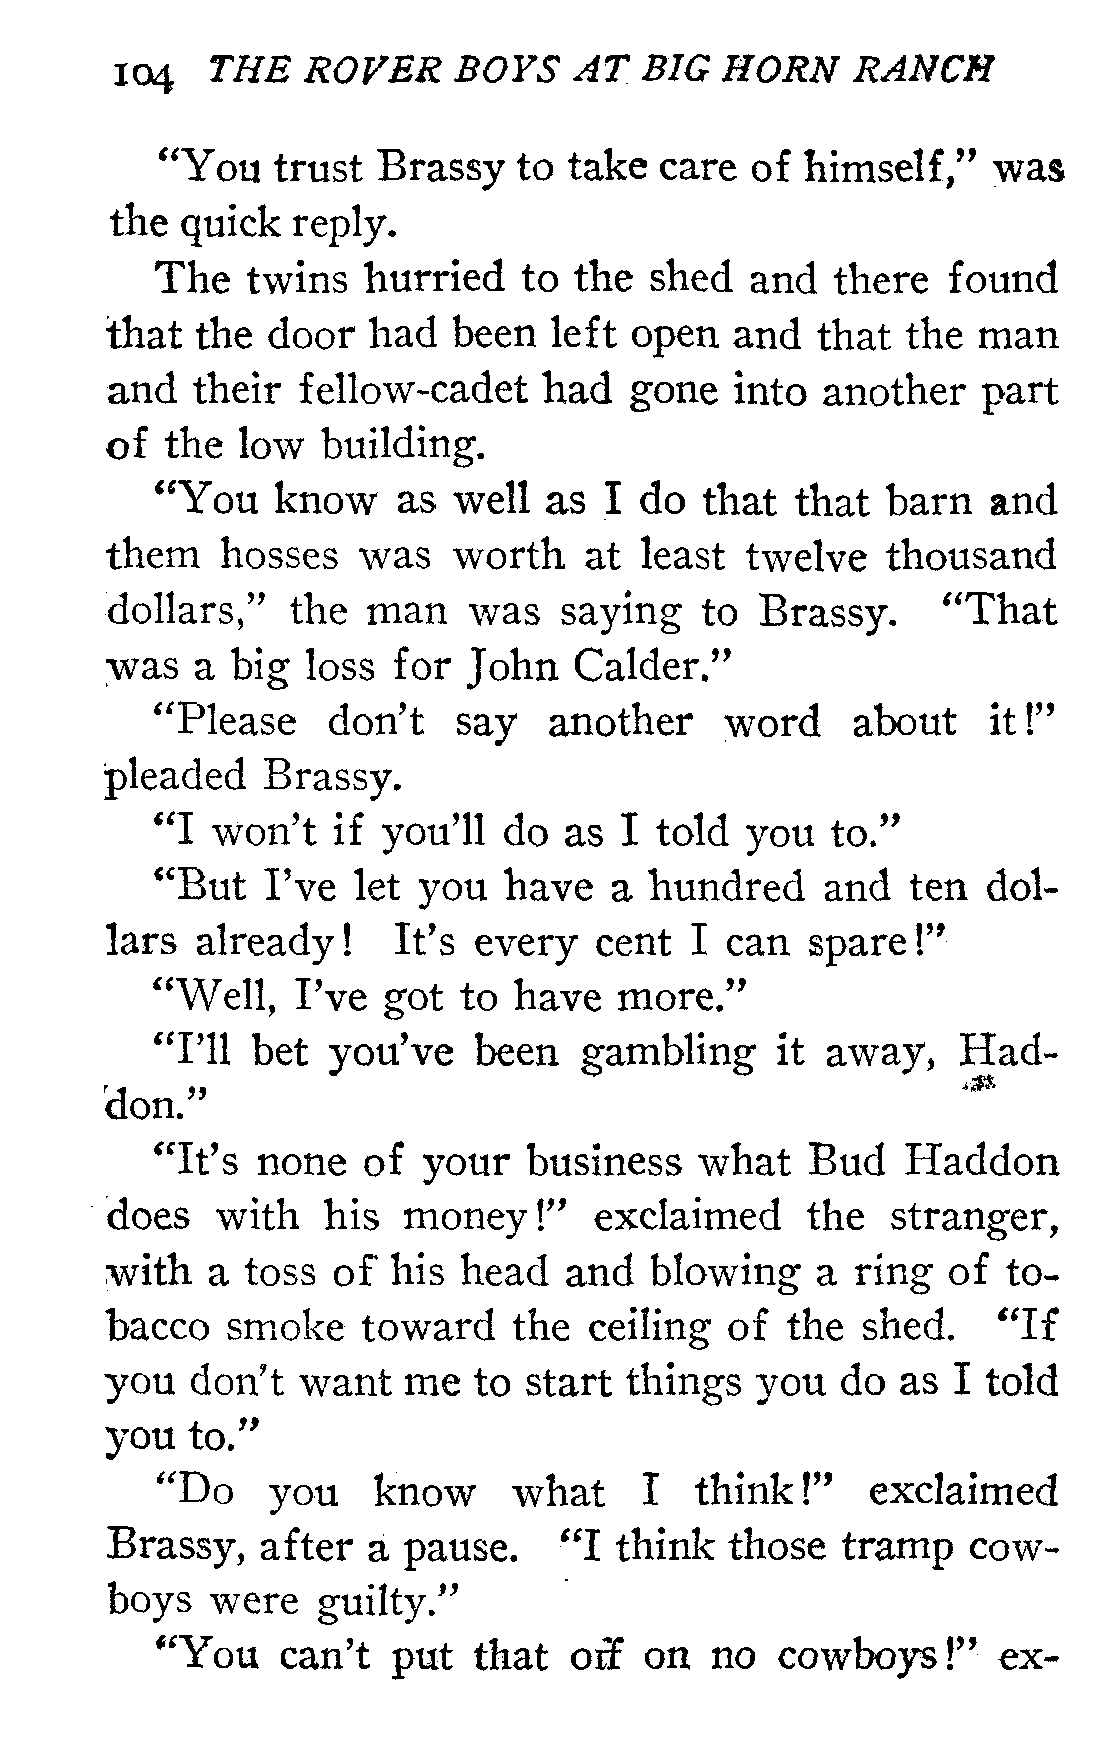 104 THE ROVER BOYS AT BIG HORN RANCH
"You trust Brassy to take care of himself," was
the quick reply.
The twins hurried to the shed and there found
that the door had been left open and that the man
and their fellow-cadet had gone into another part
of the low building.
"You know as well as I do that that barn and
them hosses was worth at least twelve thousand
dollars," the man was saying to Brassy. "That
was a big loss for John Calder."
"Please don't say another word about it!"
pleaded Brassy.
"I won't if you'll do as I told you to."
"But I've let you have a hundred and ten dol-
lars already! It's every cent I can spare!"
"Well, I've got to have more."
"I'll bet you've been gambling it away, Had-
don."
"It's none of your business what Bud Haddon
does with his money!" exclaimed the stranger,
with a toss of his head and blowing a ring of to-
bacco smoke toward the ceiling of the shed. "If
you don't want me to start things you do as I told
you to."
"Do you know what I think!" exclaimed
Brassy, after a pause. "I think those tramp cow-
boys were guilty."
"You can't put that off on no cowboys!" ex-